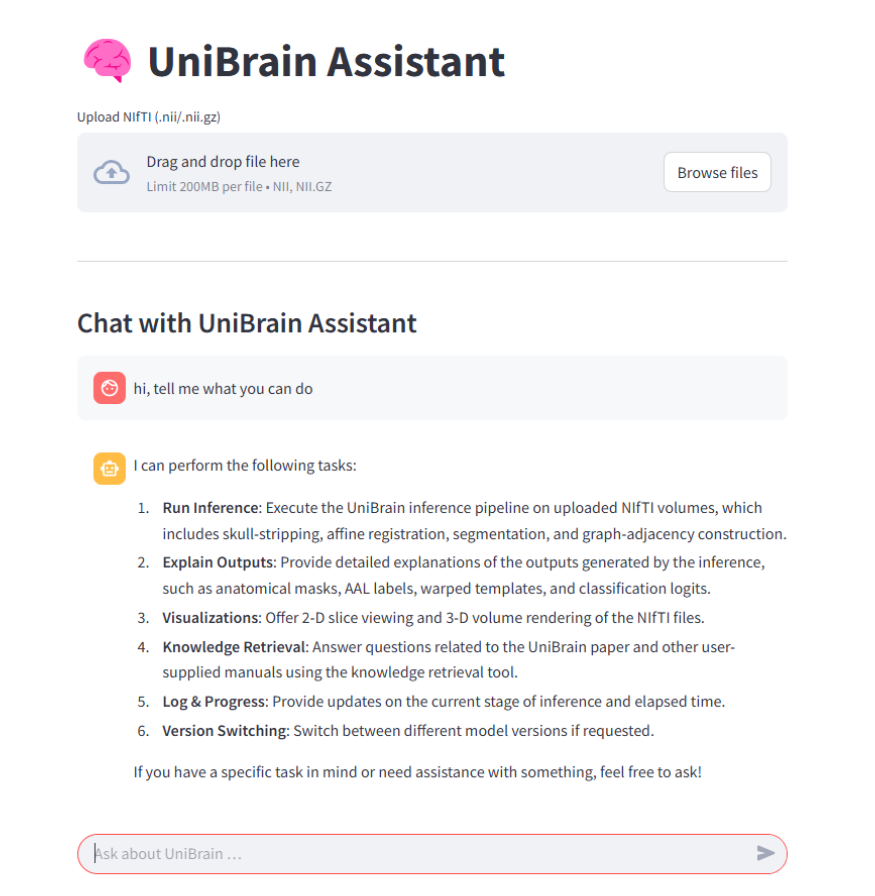 UniBrain Assistant
Upload NIfTI (.nii/.nii.gz)
Drag and drop file here
Limit 200MB per file • NII, NII.GZ
Browse files
Chat with UniBrain Assistant
hi, tell me what you can do
I can perform the following tasks:
1. Run Inference: Execute the UniBrain inference pipeline on uploaded NIfTI volumes, which
includes skull-stripping, affine registration, segmentation, and graph-adjacency construction.
2. Explain Outputs: Provide detailed explanations of the outputs generated by the inference,
such as anatomical masks, AAL labels, warped templates, and classification logits.
3. Visualizations: Offer 2-D slice viewing and 3-D volume rendering of the NIfTI files.
4. Knowledge Retrieval: Answer questions related to the UniBrain paper and other user-
supplied manuals using the knowledge retrieval tool.
5. Log & Progress: Provide updates on the current stage of inference and elapsed time.
6. Version Switching: Switch between different model versions if requested.
If you have a specific task in mind or need assistance with something, feel free to ask!
Ask about UniBrain …